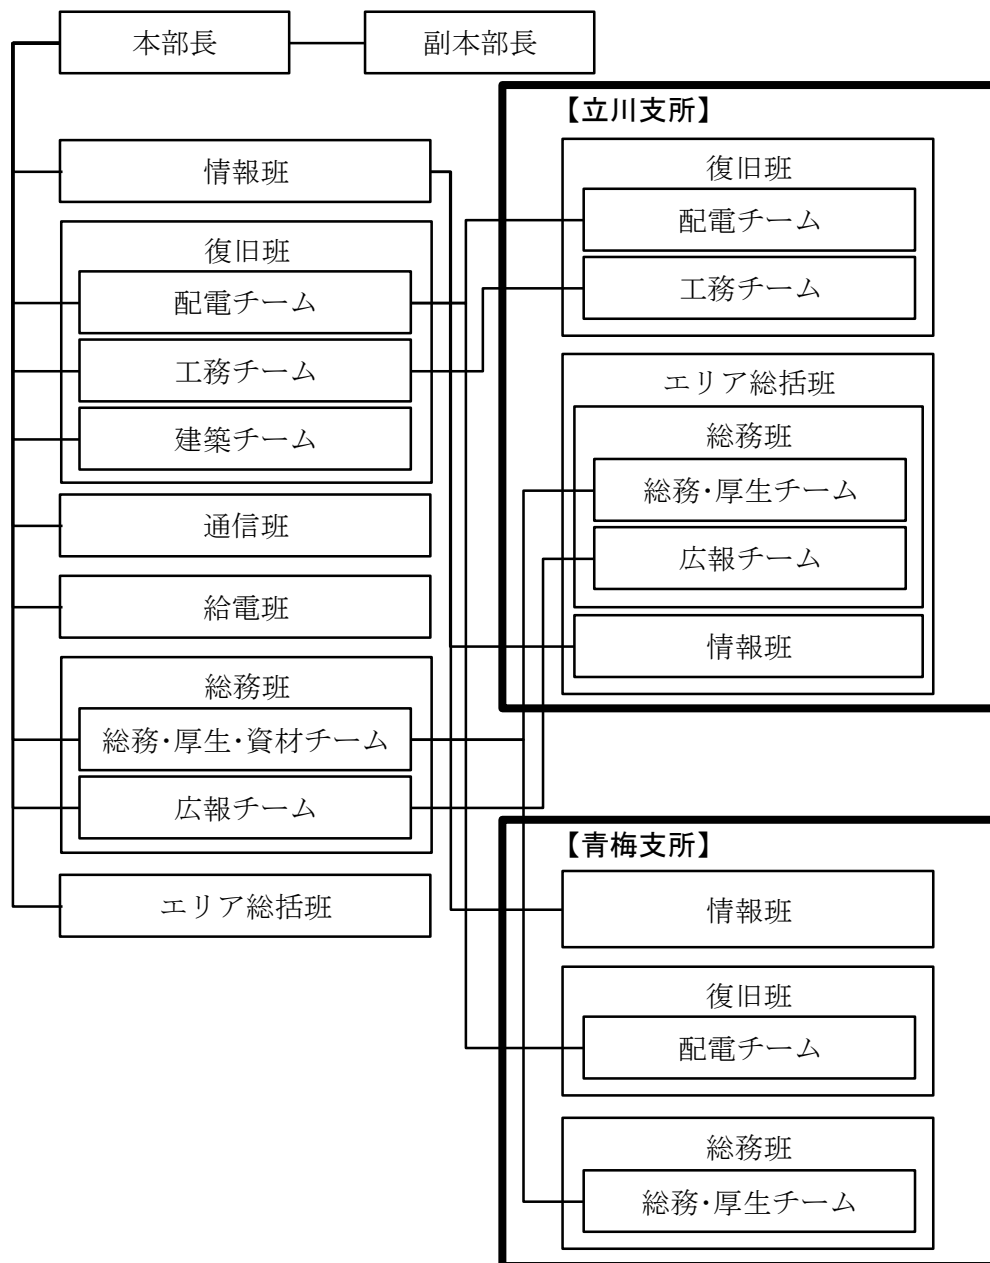 本部長
副本部長
情報班
復旧班
配電チーム
工務チーム
建築チーム
通信班
給電班
総務班
総務・厚生・資材チーム
広報チーム
エリア総括班
【立川支所】
復旧班
配電チーム
工務チーム
エリア総括班
総務班
総務・厚生チーム
広報チーム
情報班
【青梅支所】
情報班
復旧班
配電チーム
総務班
総務・厚生チーム